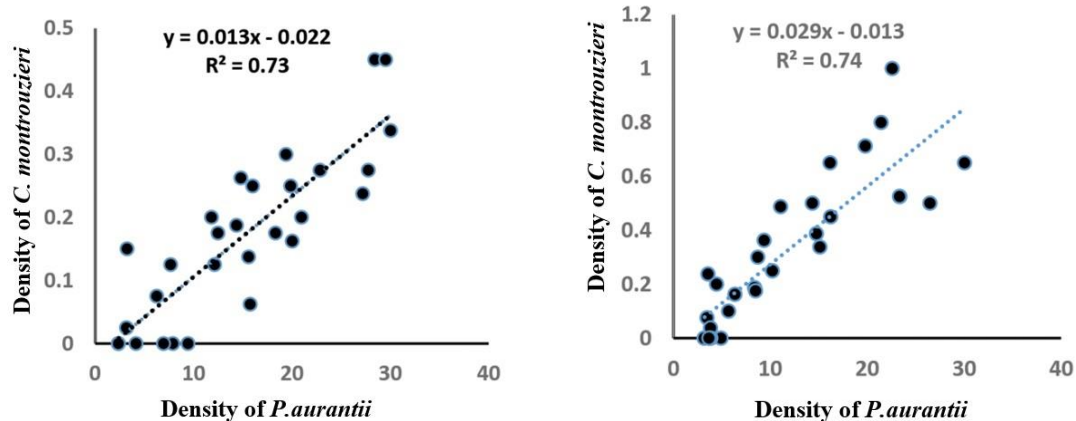 y = 0.013x - 0.022
R² = 0.73
Density of C. montrouzieri
0.5
0.4
0.3
0.2
0.1
0
0 10 20 30 40
Density of P.aurantii
y = 0.029x - 0.013
R² = 0.74
Density of C. montrouzieri
1.2
1
0.8
0.6
0.4
0.2
0
0 10 20 30 40
Density of P.aurantii